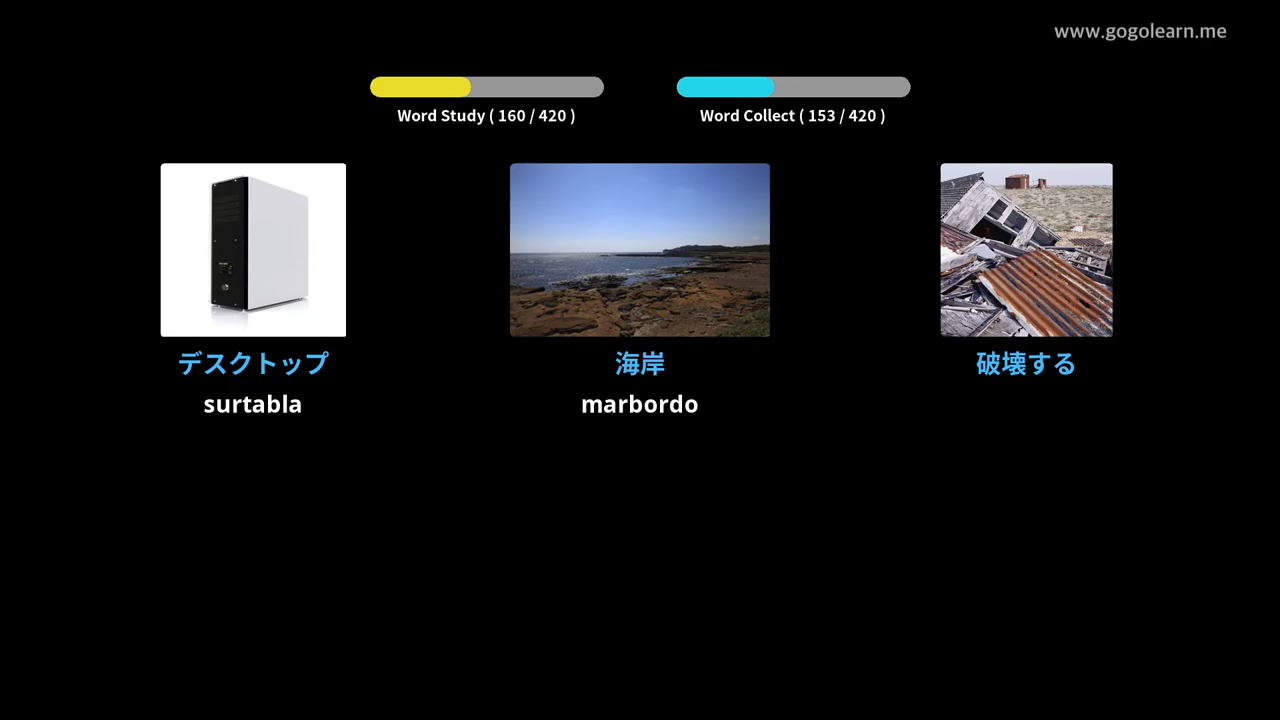 www.gogolearn.me
Word Study ( 160 / 420 )
Word Collect ( 153 / 420 )
デスクトップ
海岸
破壊する
surtabla
marbordo